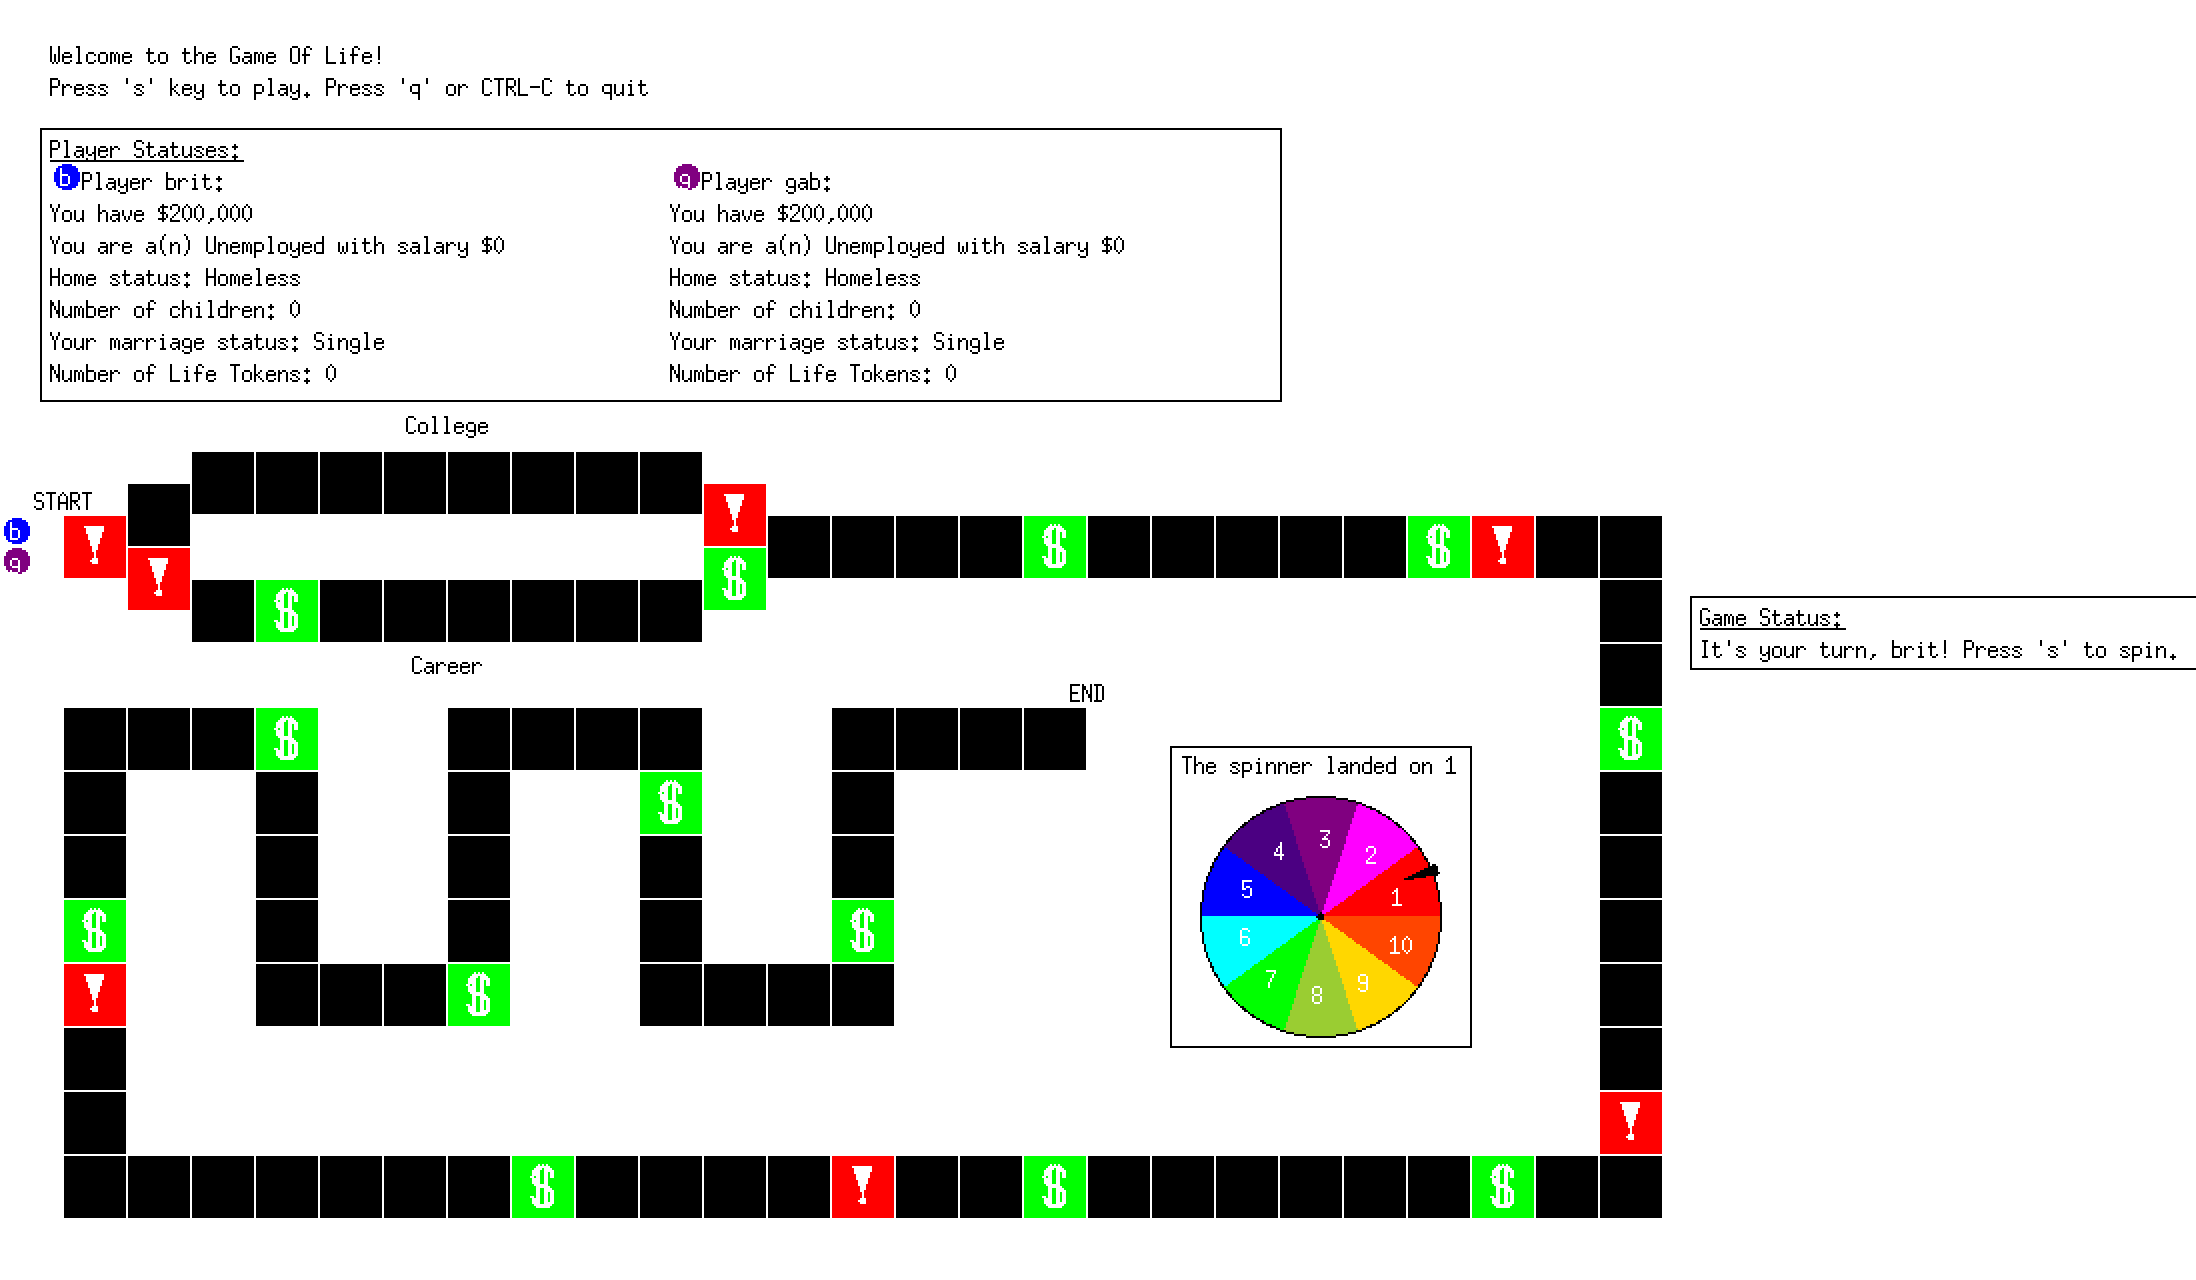 Welcome to the Game Of Life!
Press 's' key to play. Press 'q' or CTRL-C to quit
Player Statuses:
b Player brit:
You have $200,000
You are a(n) Unemployed with salary $0
Home status: Homeless
Number of children: 0
Your marriage status: Single
Number of Life Tokens: 0
g Player gab:
You have $200,000
You are a(n) Unemployed with salary $0
Home status: Homeless
Number of children: 0
Your marriage status: Single
Number of Life Tokens: 0
College
START
b
g
! ! $ ! $ $ $ !
Career
Game Status:
It's your turn, brit! Press 's' to spin.
END
$ $
$
$ $
! $
!
$ ! $ $
The spinner landed on 1
1
2
3
4
5
6
7
8
9
10